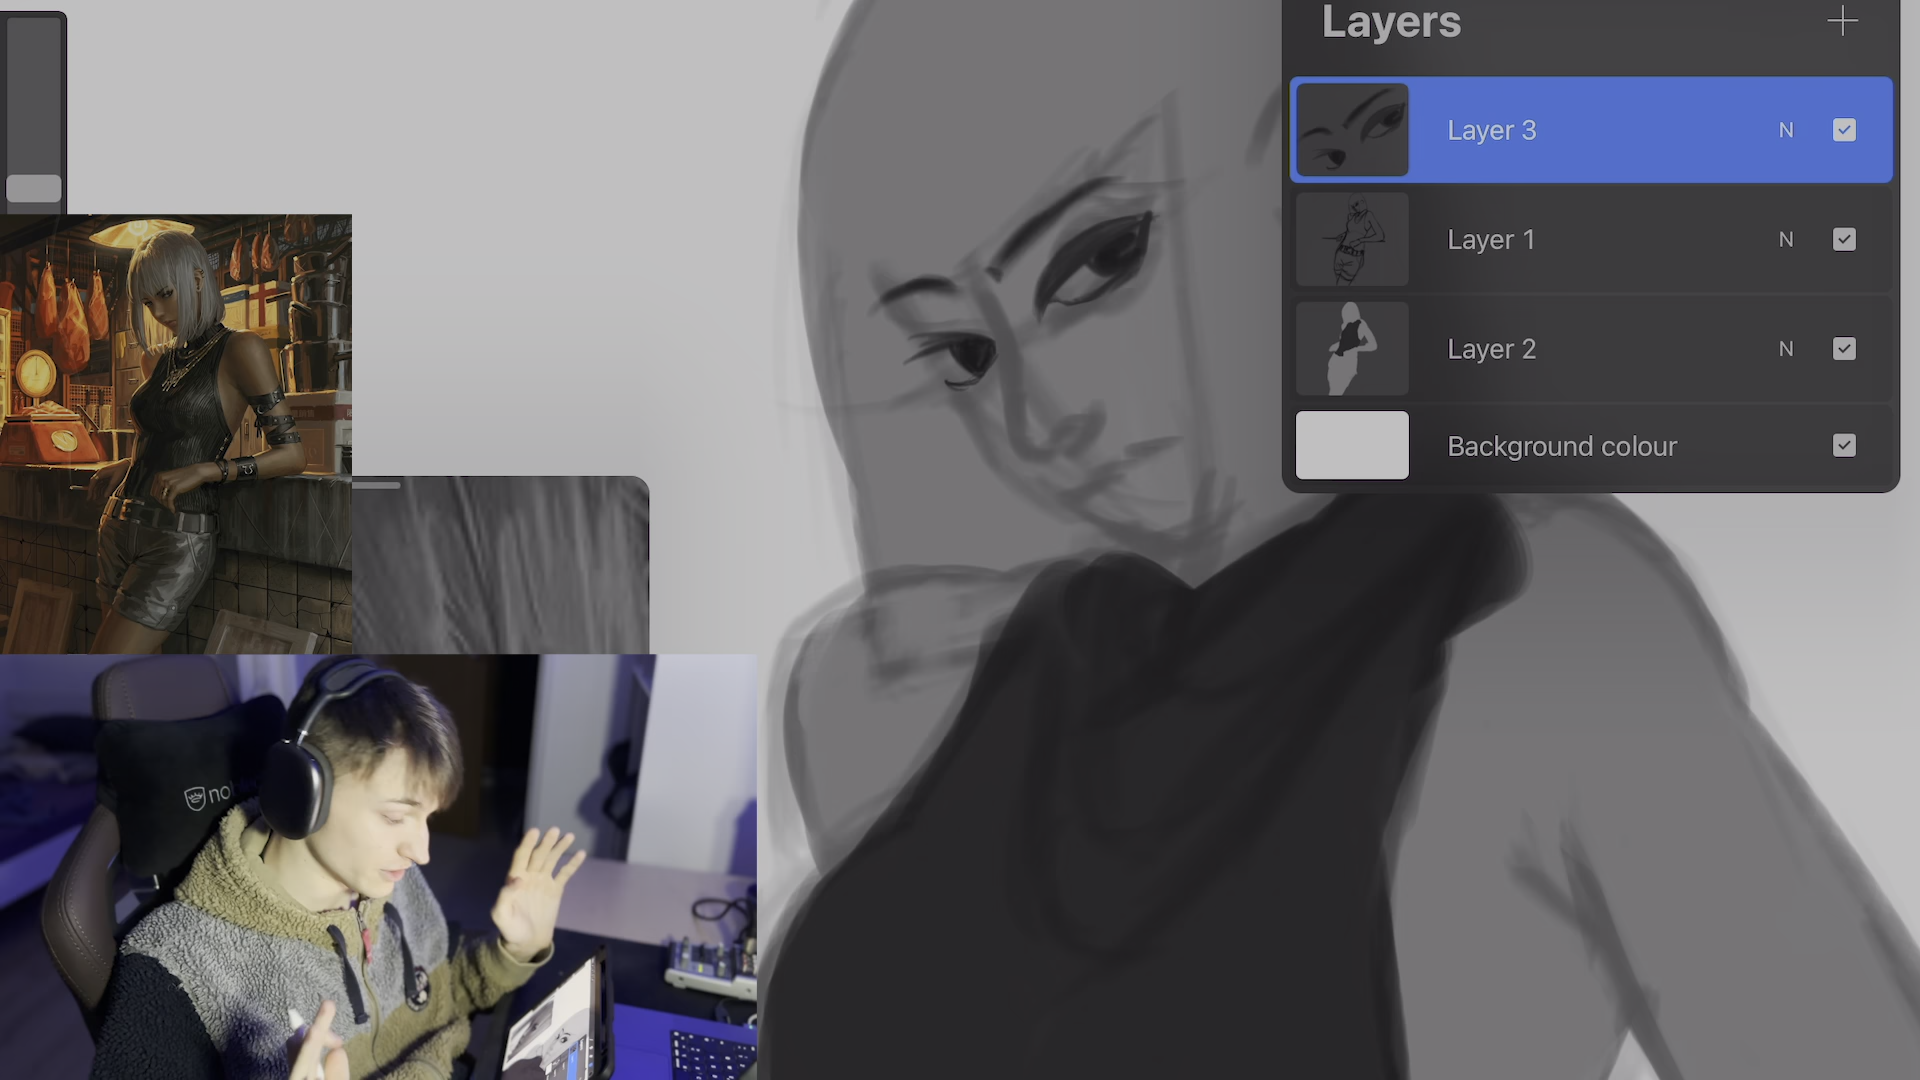 Layers
Layer 3 N
Layer 1 N
Layer 2 N
Background colour